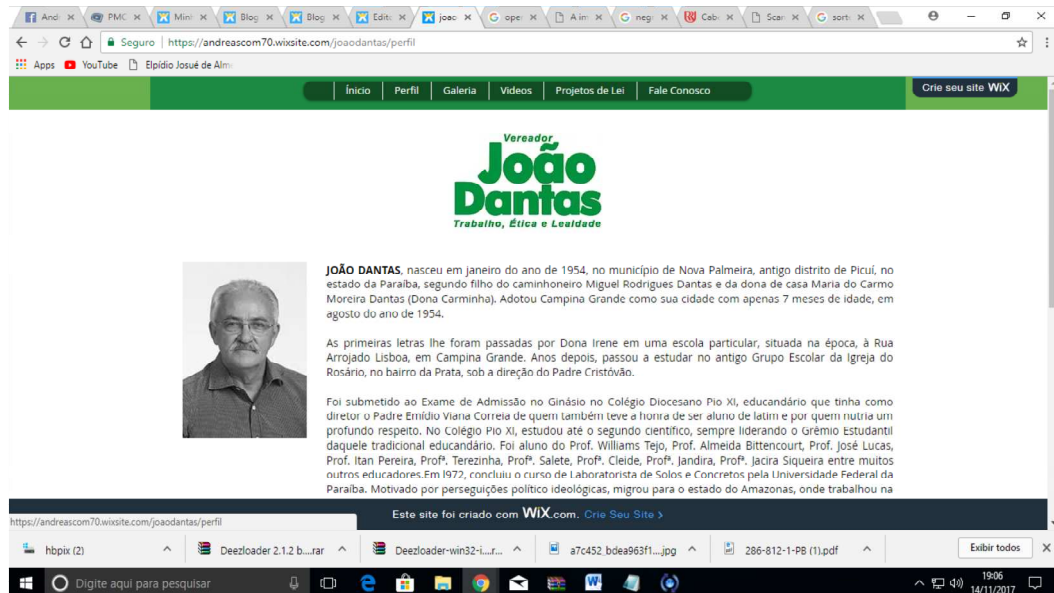 And
PMC
Mint
Blog
Blog
Edito
joao
oper
A im
neg
Cab
Scar
sort
Seguro | https://andreascom70.wixsite.com/joaodantas/perfil
Apps YouTube Elpídio Josué de Alm
Ínicio Perfil Galeria Videos Projetos de Lei Fale Conosco
Crie seu site WiX
Vereador
João
Dantas
Trabalho, Ética e Lealdade
JOÃO DANTAS, nasceu em janeiro do ano de 1954, no município de Nova Palmeira, antigo distrito de Picuí, no
estado da Paraíba, segundo filho do caminhoneiro Miguel Rodrigues Dantas e da dona de casa Maria do Carmo
Moreira Dantas (Dona Carminha). Adotou Campina Grande como sua cidade com apenas 7 meses de idade, em
agosto do ano de 1954.
As primeiras letras lhe foram passadas por Dona Irene em uma escola particular, situada na época, à Rua
Arrojado Lisboa, em Campina Grande. Anos depois, passou a estudar no antigo Grupo Escolar da Igreja do
Rosário, no bairro da Prata, sob a direção do Padre Cristóvão.
Foi submetido ao Exame de Admissão no Ginásio no Colégio Diocesano Pio XI, educandário que tinha como
diretor o Padre Emídio Viana Correia de quem também teve a honra de ser aluno de latim e por quem nutria um
profundo respeito. No Colégio Pio XI, estudou até o segundo científico, sempre liderando o Grêmio Estudantil
daquele tradicional educandário. Foi aluno do Prof. Williams Tejo, Prof. Almeida Bittencourt, Prof. José Lucas,
Prof. Itan Pereira, Profª. Terezinha, Profª. Salete, Profª. Cleide, Profª. Jandira, Profª. Jacira Siqueira entre muitos
outros educadores.Em l972, concluiu o curso de Laboratorista de Solos e Concretos pela Universidade Federal da
Paraíba. Motivado por perseguições político ideológicas, migrou para o estado do Amazonas, onde trabalhou na
Este site foi criado com WiX.com. Crie Seu Site >
https://andreascom70.wixsite.com/joaodantas/perfil
hbpix (2)
Deezloader 2.1.2 b....rar
Deezloader-win32-i....r...
a7c452_bdea963f1....jpg
286-812-1-PB (1).pdf
Exibir todos
Digite aqui para pesquisar
19:06
14/11/2017